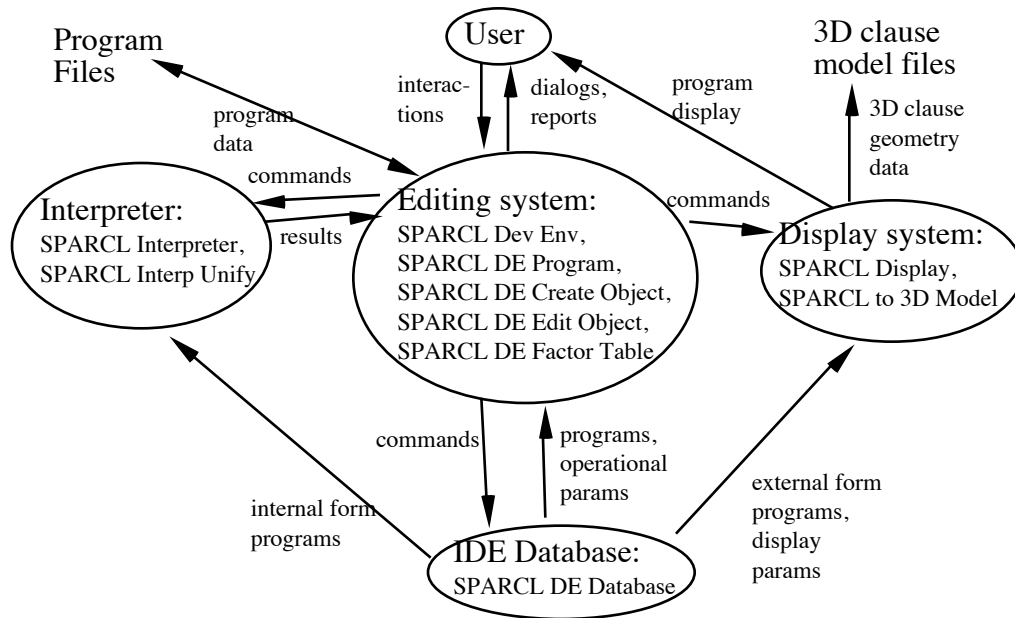 Program
Files
User
3D clause
model files
interac-
tions
dialogs,
reports
program
display
3D clause
geometry
data
program
data
commands
results
commands
Interpreter:
SPARCL Interpreter,
SPARCL Interp Unify
Editing system:
SPARCL Dev Env,
SPARCL DE Program,
SPARCL DE Create Object,
SPARCL DE Edit Object,
SPARCL DE Factor Table
Display system:
SPARCL Display,
SPARCL to 3D Model
commands
programs,
operational
params
internal form
programs
external form
programs,
display
params
IDE Database:
SPARCL DE Database